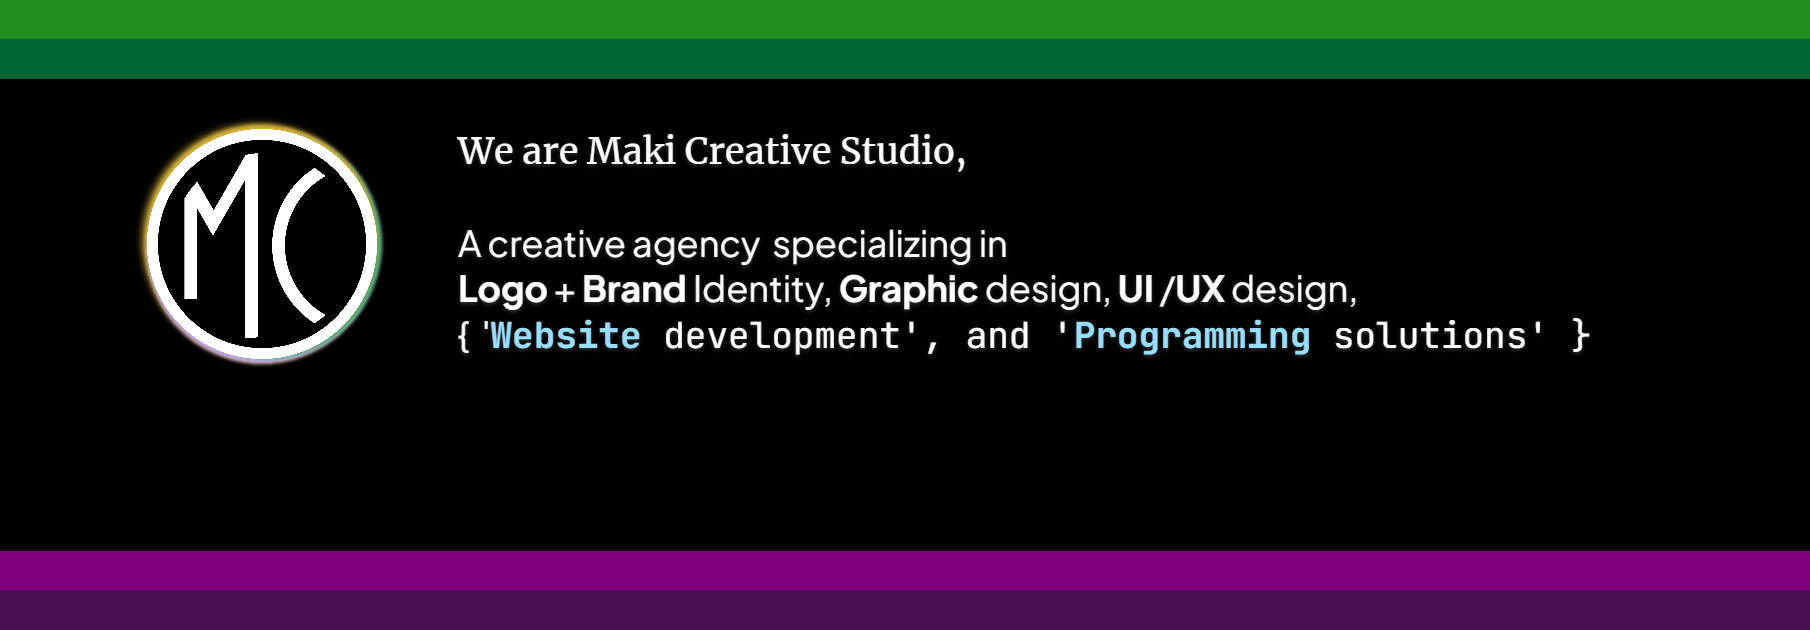 MC
We are Maki Creative Studio,
A creative agency specializing in
Logo + Brand Identity, Graphic design, UI /UX design,
{ 'Website development', and 'Programming solutions' }